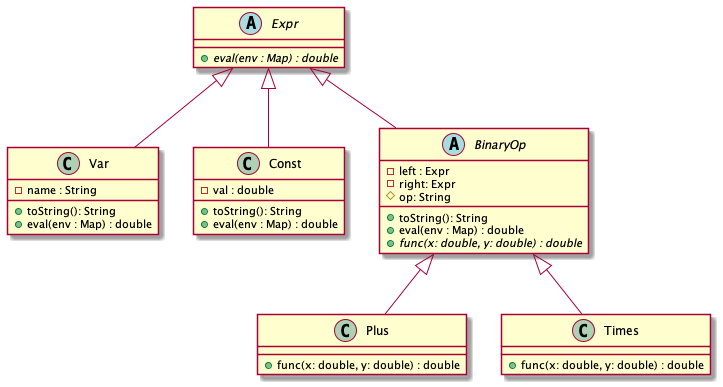 A Expr
eval(env : Map) : double
C Var
name : String
toString(): String
eval(env : Map) : double
C Const
val : double
toString(): String
eval(env : Map) : double
A BinaryOp
left : Expr
right: Expr
op: String
toString(): String
eval(env : Map) : double
func(x: double, y: double) : double
C Plus
func(x: double, y: double) : double
C Times
func(x: double, y: double) : double